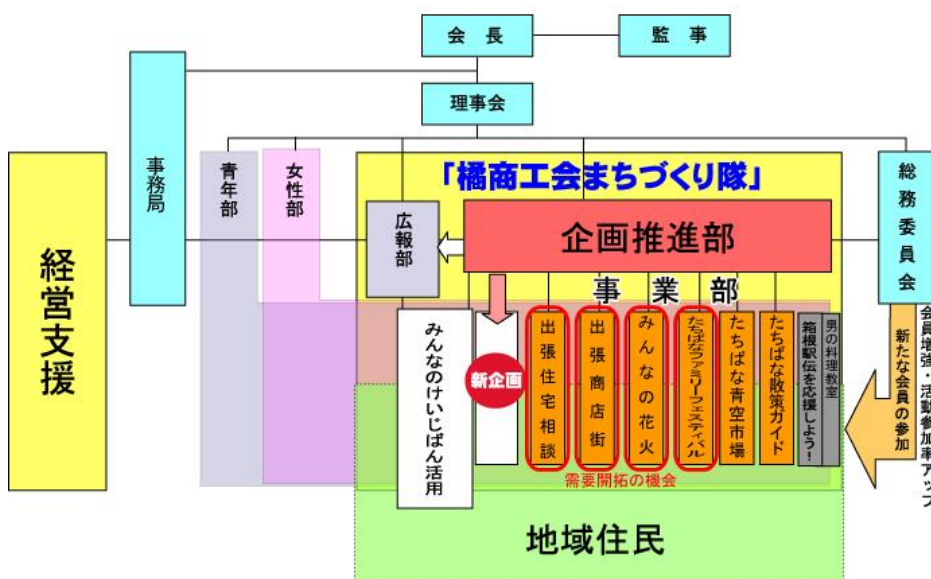 会長
監事
理事会
事務局
青年部
女性部
「橘商工会まちづくり隊」
総務委員会
経営支援
広報部
企画推進部
事業部
みんなのけいじばん活用
新企画
出張住宅相談
出張商店街
みんなの花火
たちばなファミリーフェスティバル
たちばな青空市場
たちばな散策ガイド
箱根駅伝を応援しよう!
男の料理教室
新たな会員の参加
会員増強・活動参加率アップ
需要開拓の機会
地域住民